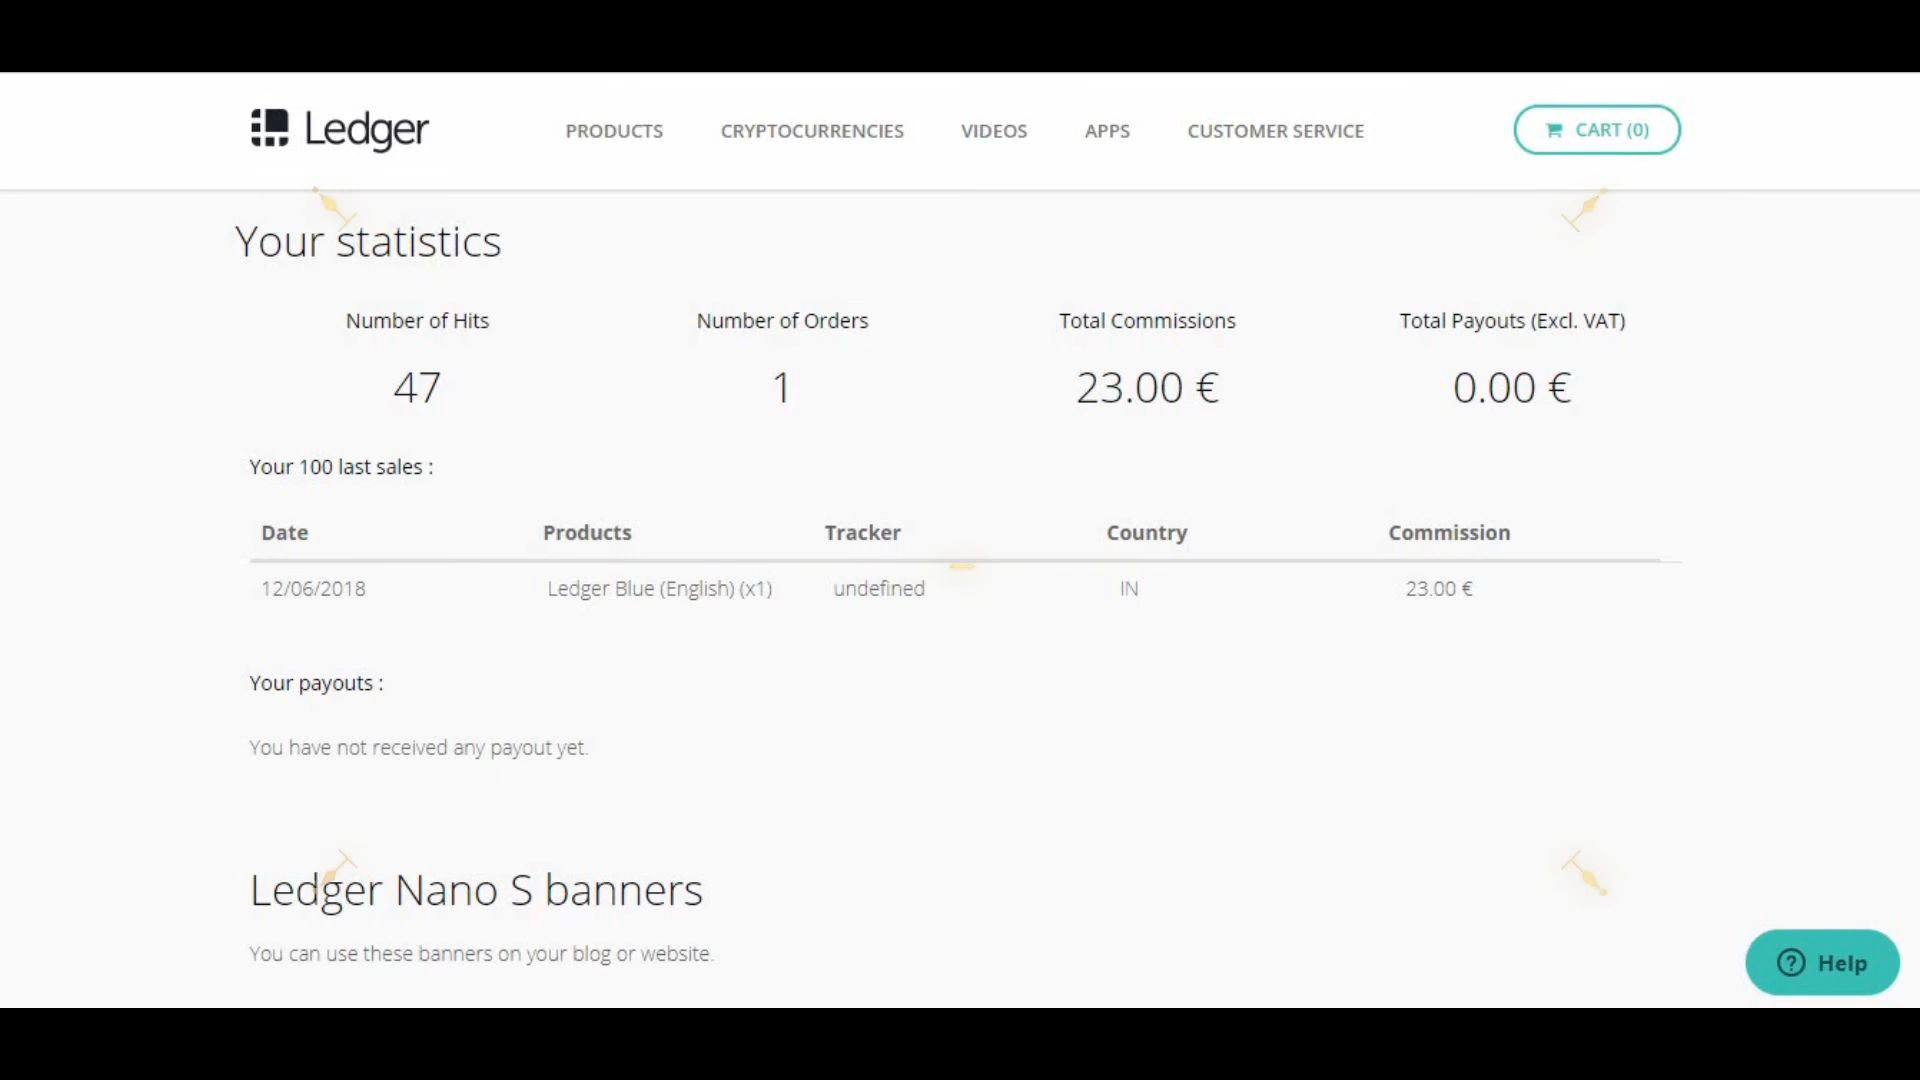 Ledger PRODUCTS CRYPTOCURRENCIES VIDEOS APPS CUSTOMER SERVICE CART (0)
Your statistics
Number of Hits Number of Orders Total Commissions Total Payouts (Excl. VAT)
47 1 23.00 € 0.00 €
Your 100 last sales :
Date Products Tracker Country Commission
12/06/2018 Ledger Blue (English) (x1) undefined IN 23.00 €
Your payouts :
You have not received any payout yet.
Ledger Nano S banners
You can use these banners on your blog or website.
? Help